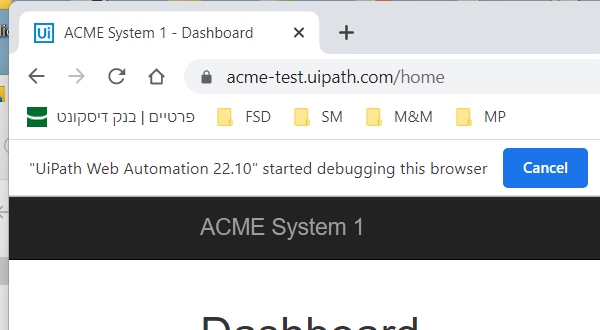 Ui ACME System 1 - Dashboard
acme-test.uipath.com/home
פרטיים | בנק דיסקונט FSD SM M&M MP
"UiPath Web Automation 22.10" started debugging this browser Cancel
ACME System 1
Dashboard